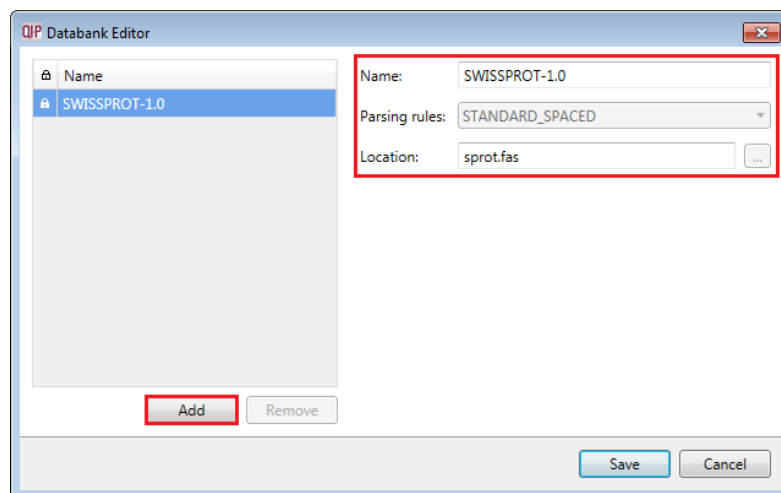 QIP Databank Editor
Name
SWISSPROT-1.0
Name: SWISSPROT-1.0
Parsing rules: STANDARD_SPACED
Location: sprot.fas ...
Add Remove
Save Cancel